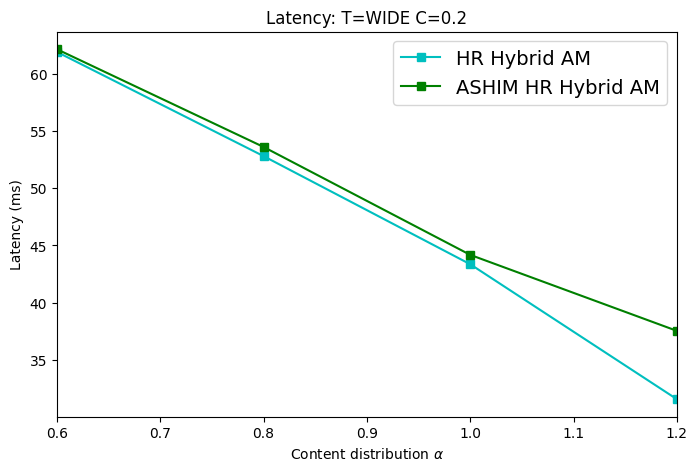 Latency: T=WIDE C=0.2
HR Hybrid AM
ASHIM HR Hybrid AM
Latency (ms)
60
55
50
45
40
35
0.6 0.7 0.8 0.9 1.0 1.1 1.2
Content distribution α